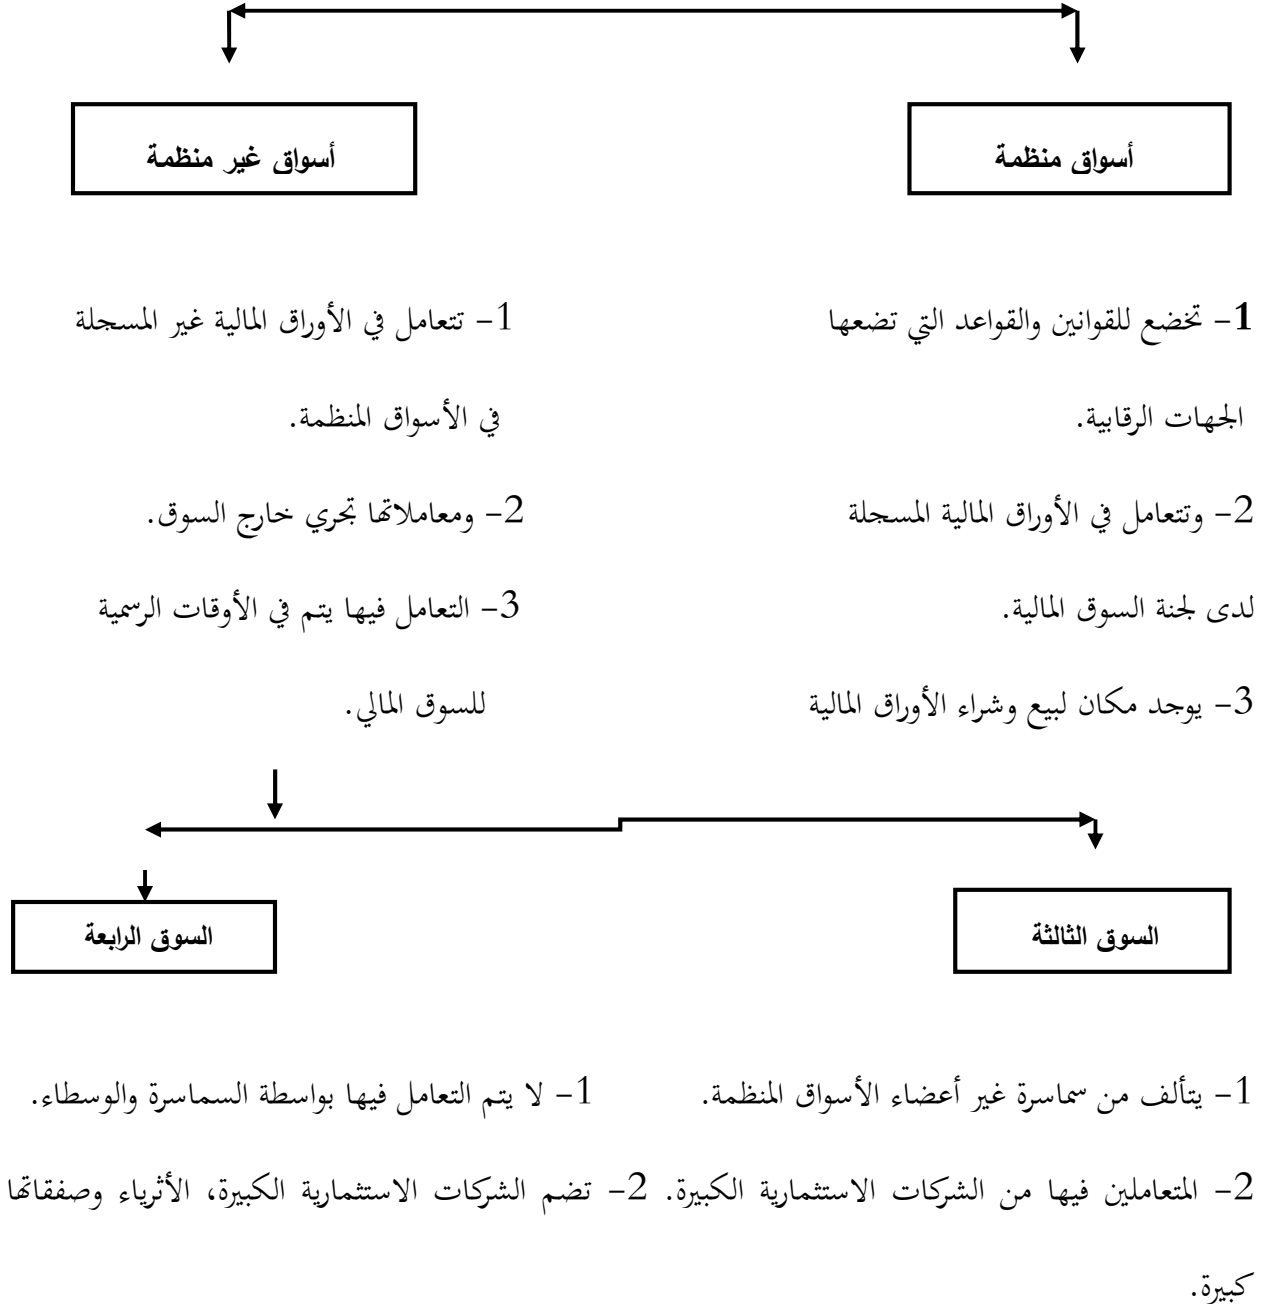 أسواق منظمة
أسواق غير منظمة
1- تخضع للقوانين والقواعد التي تضعها
الجهات الرقابية.
2- وتتعامل في الأوراق المالية المسجلة
لدى لجنة السوق المالية.
3- يوجد مكان لبيع وشراء الأوراق المالية
1- تتعامل في الأوراق المالية غير المسجلة
في الأسواق المنظمة.
2- ومعاملاتها تجري خارج السوق.
3- التعامل فيها يتم في الأوقات الرسمية
للسوق المالي.
السوق الثالثة
السوق الرابعة
1- يتألف من سماسرة غير أعضاء الأسواق المنظمة. 1- لا يتم التعامل فيها بواسطة السماسرة والوسطاء.
2- المتعاملين فيها من الشركات الاستثمارية الكبيرة. 2- تضم الشركات الاستثمارية الكبيرة، الأثرياء وصفقاتها
كبيرة.